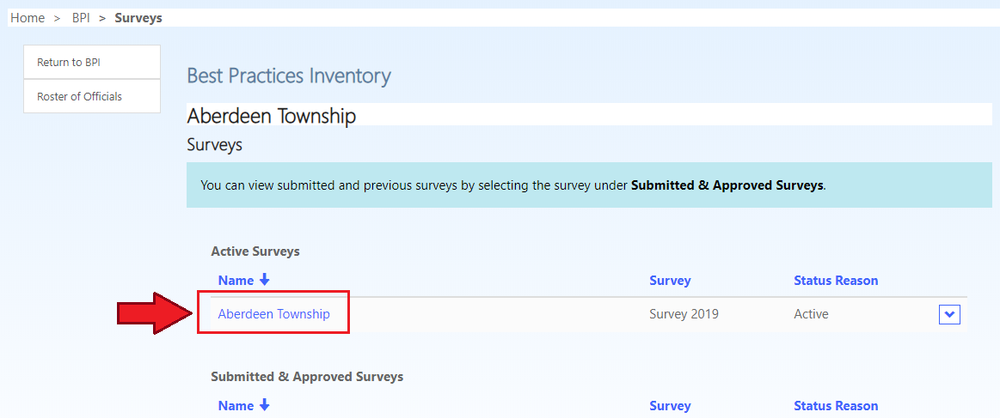 Home > BPI > Surveys
Return to BPI
Roster of Officials
Best Practices Inventory
Aberdeen Township
Surveys
You can view submitted and previous surveys by selecting the survey under Submitted & Approved Surveys.
Active Surveys
Name Survey Status Reason
Aberdeen Township Survey 2019 Active
Submitted & Approved Surveys
Name Survey Status Reason